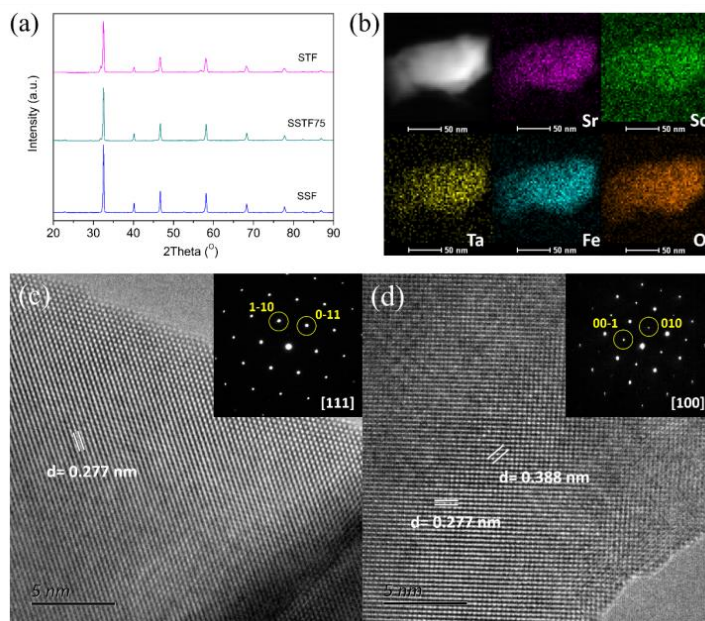 (a)
STF
SSTF75
SSF
Intensity (a.u.)
20 30 40 50 60 70 80 90
2Theta (°)
(b)
50 nm
Sr
50 nm
Sc
50 nm
Ta
50 nm
Fe
50 nm
O
50 nm
(c)
1-10
0-11
[111]
d= 0.277 nm
5 nm
(d)
00-1
010
[100]
d= 0.388 nm
d= 0.277 nm
5 nm